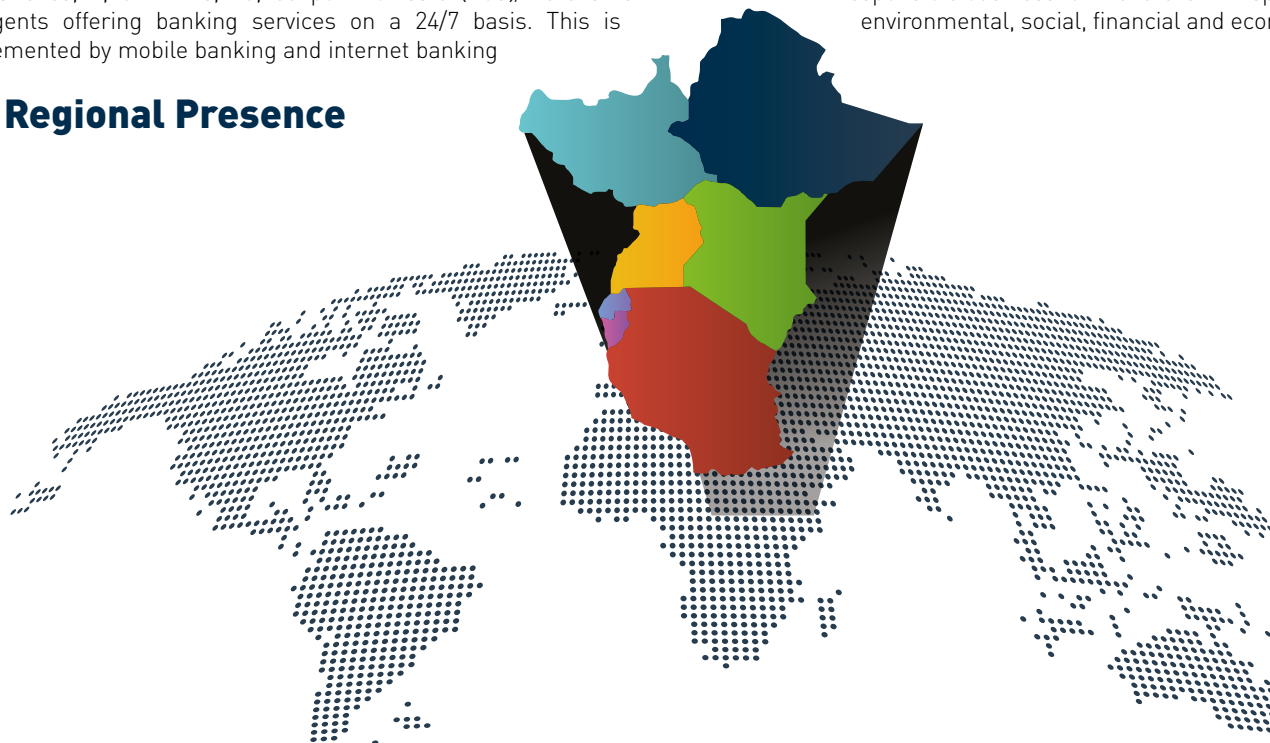 gents offering banking services on a 24/7 basis. This is
emented by mobile banking and internet banking
environmental, social, financial and econ
Regional Presence